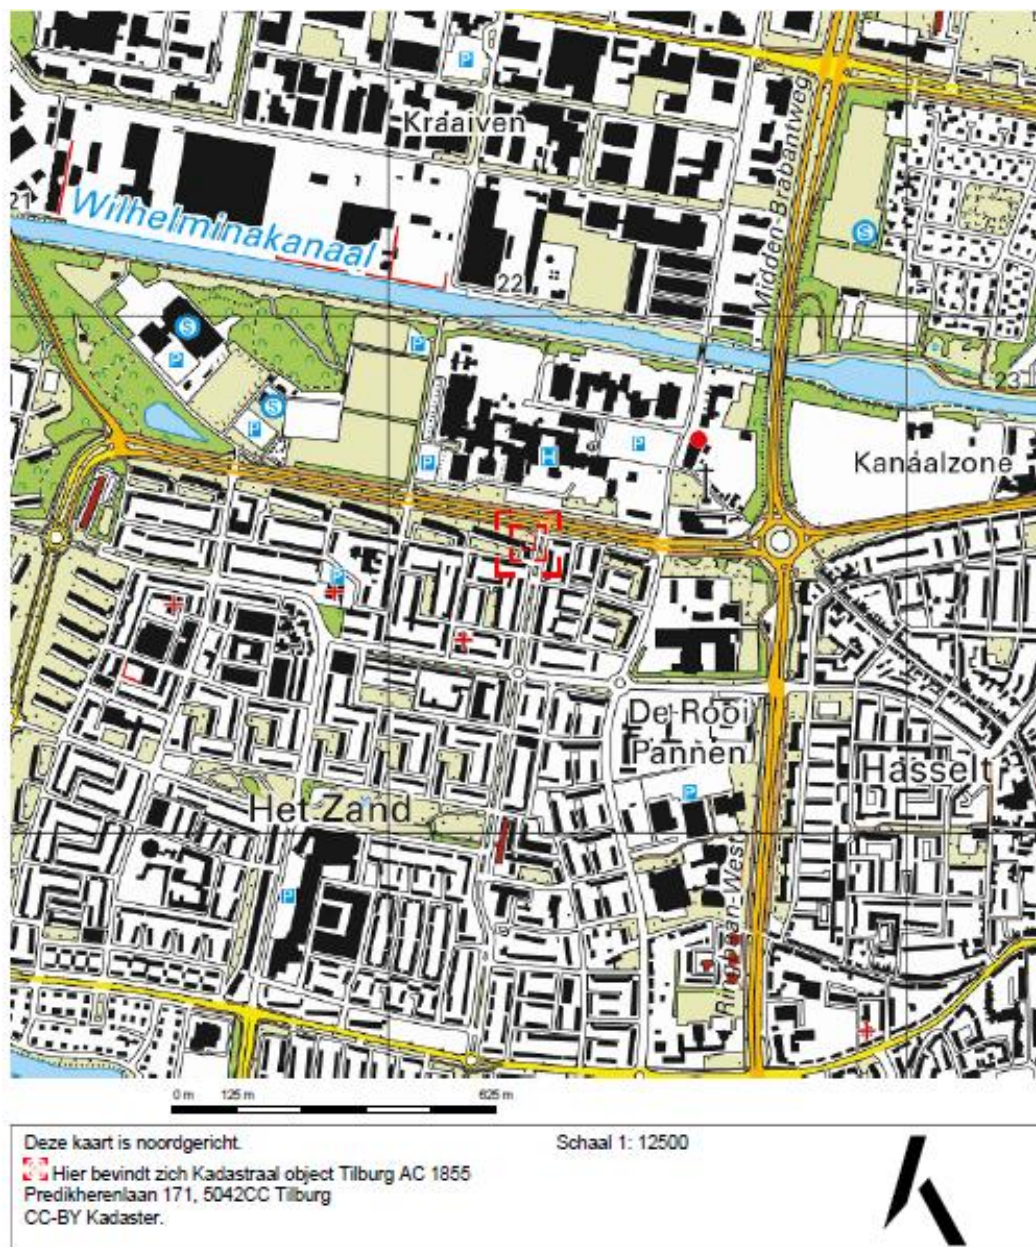 P
Kraaiven
Midden-Brabantweg
21
Wilhelminakanaal
S
22
S
P
P
23
S
P
P
P
H
Kanaalzone
P
De Rooi
Pannen
Hasselt
P
Het Zand
P
0 m 125 m 625 m
Deze kaart is noordgericht.
Schaal 1: 12500
Hier bevindt zich Kadastraal object Tilburg AC 1855
Predikherenlaan 171, 5042CC Tilburg
CC-BY Kadaster.